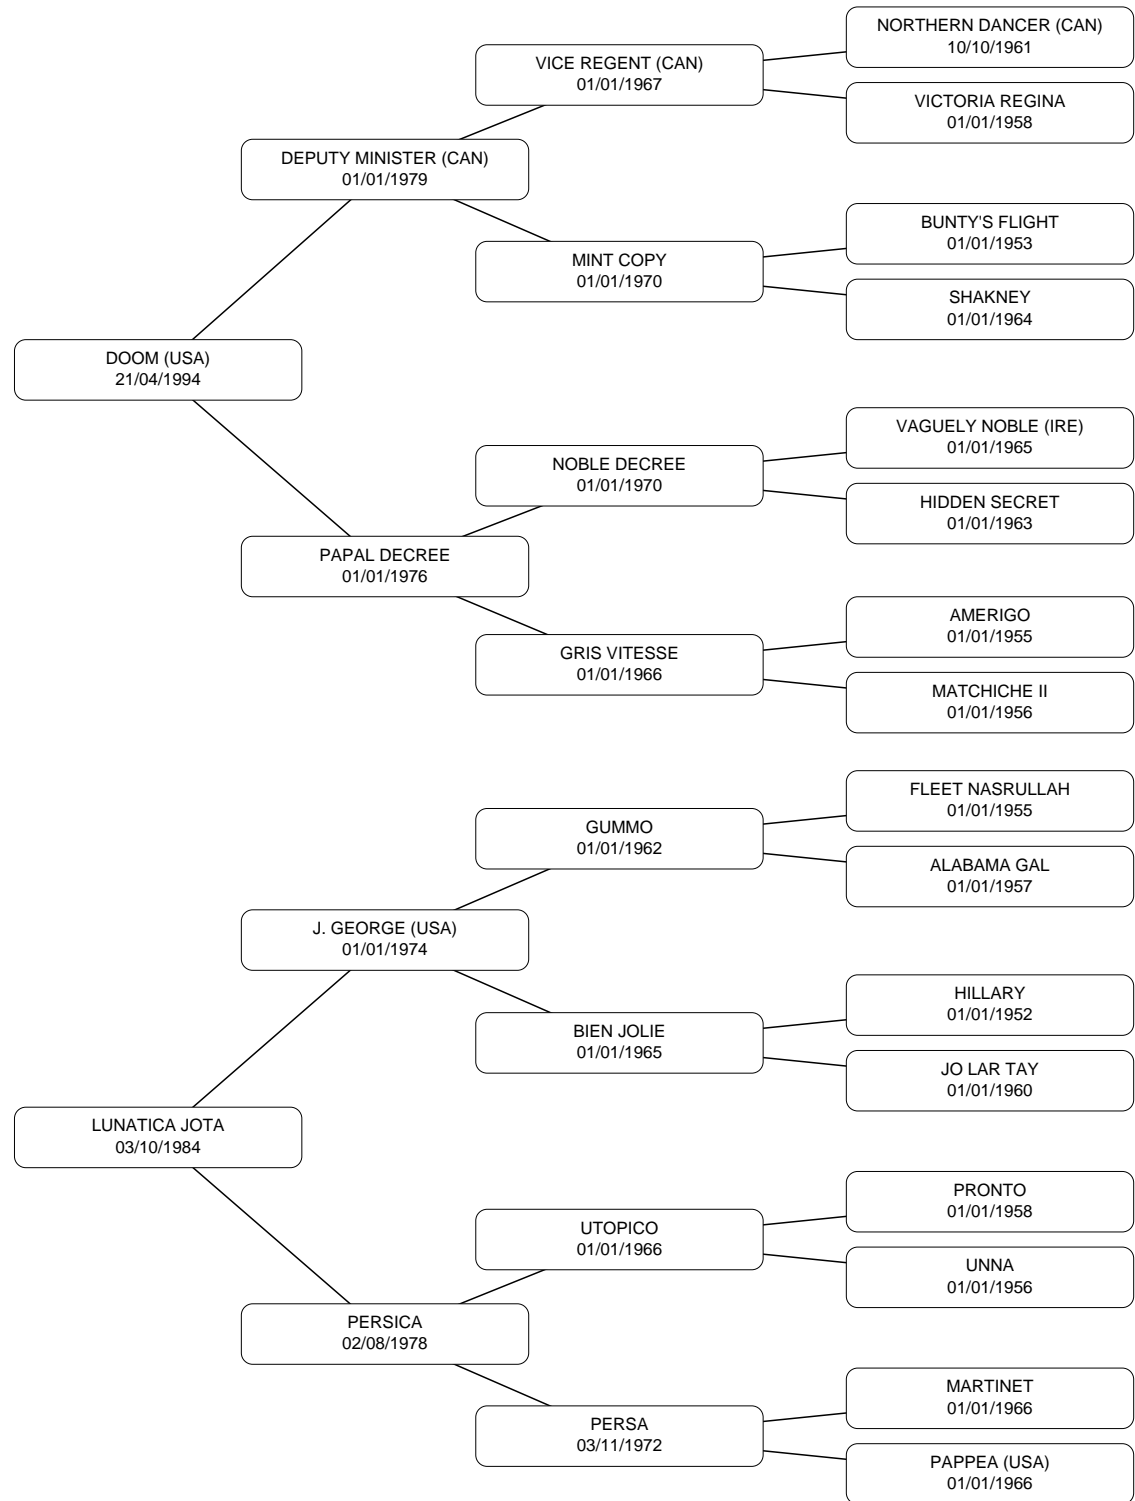 NORTHERN DANCER (CAN)
10/10/1961
VICE REGENT (CAN)
01/01/1967
VICTORIA REGINA
01/01/1958
DEPUTY MINISTER (CAN)
01/01/1979
BUNTY'S FLIGHT
01/01/1953
MINT COPY
01/01/1970
SHAKNEY
01/01/1964
DOOM (USA)
21/04/1994
VAGUELY NOBLE (IRE)
01/01/1965
NOBLE DECREE
01/01/1970
HIDDEN SECRET
01/01/1963
PAPAL DECREE
01/01/1976
AMERIGO
01/01/1955
GRIS VITESSE
01/01/1966
MATCHICHE II
01/01/1956
FLEET NASRULLAH
01/01/1955
GUMMO
01/01/1962
ALABAMA GAL
01/01/1957
J. GEORGE (USA)
01/01/1974
HILLARY
01/01/1952
BIEN JOLIE
01/01/1965
JO LAR TAY
01/01/1960
LUNATICA JOTA
03/10/1984
PRONTO
01/01/1958
UTOPICO
01/01/1966
UNNA
01/01/1956
PERSICA
02/08/1978
MARTINET
01/01/1966
PERSA
03/11/1972
PAPPEA (USA)
01/01/1966